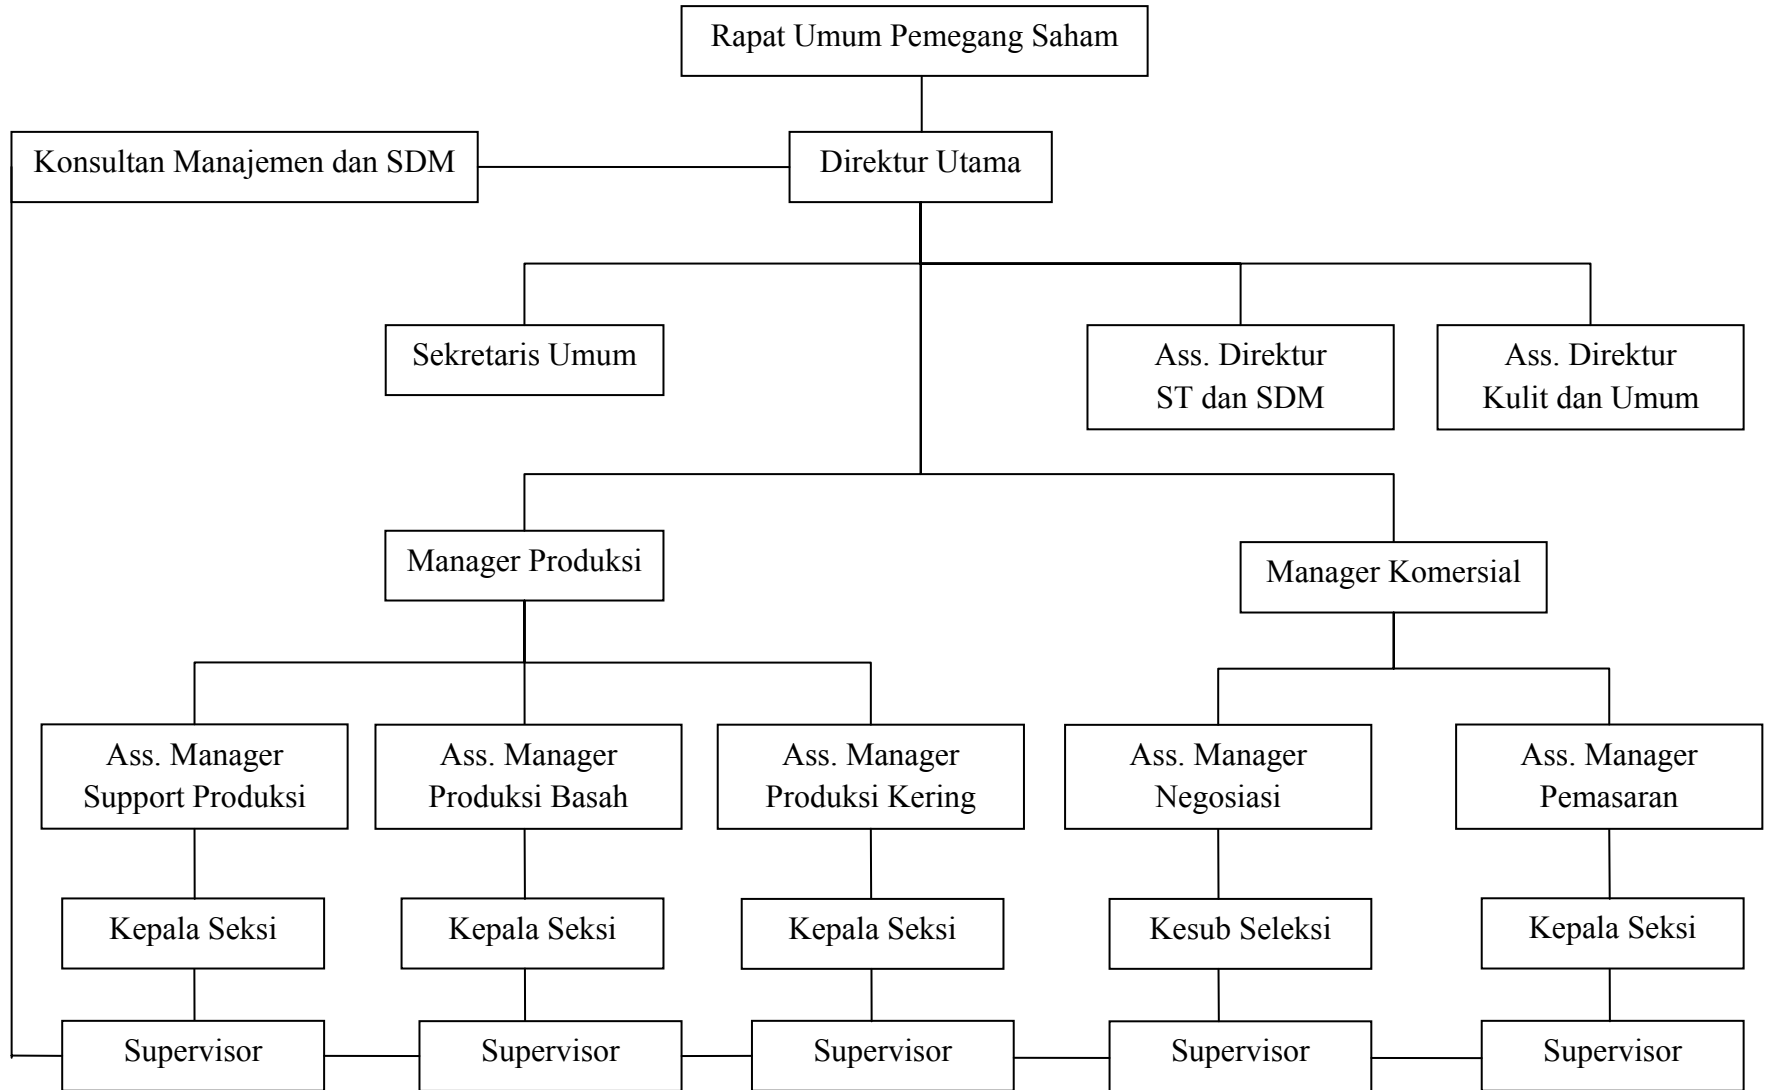 Rapat Umum Pemegang Saham
Konsultan Manajemen dan SDM
Direktur Utama
Sekretaris Umum
Ass. Direktur
ST dan SDM
Ass. Direktur
Kulit dan Umum
Manager Produksi
Manager Komersial
Ass. Manager
Support Produksi
Ass. Manager
Produksi Basah
Ass. Manager
Produksi Kering
Ass. Manager
Negosiasi
Ass. Manager
Pemasaran
Kepala Seksi
Kepala Seksi
Kepala Seksi
Kesub Seleksi
Kepala Seksi
Supervisor
Supervisor
Supervisor
Supervisor
Supervisor